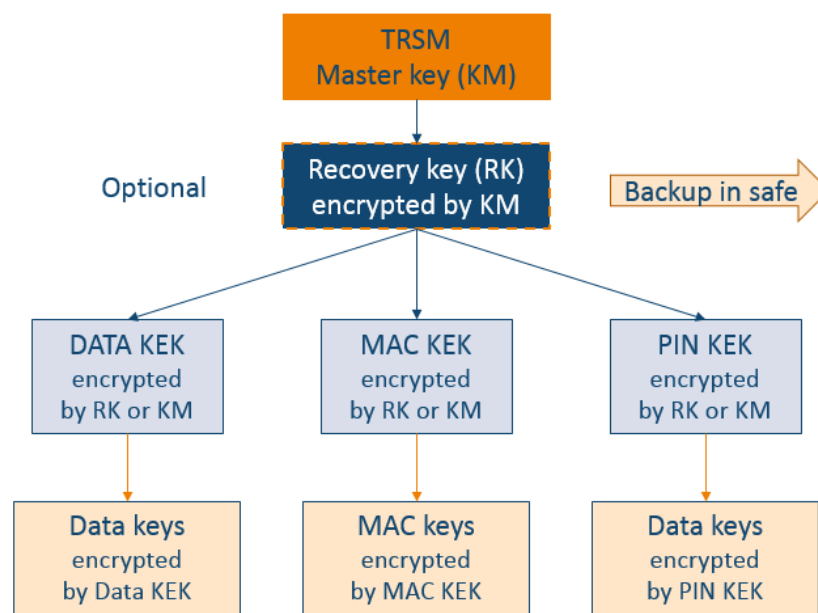 TRSM
Master key (KM)
Optional
Recovery key (RK)
encrypted by KM
Backup in safe
DATA KEK
encrypted
by RK or KM
MAC KEK
encrypted
by RK or KM
PIN KEK
encrypted
by RK or KM
Data keys
encrypted
by Data KEK
MAC keys
encrypted
by MAC KEK
Data keys
encrypted
by PIN KEK